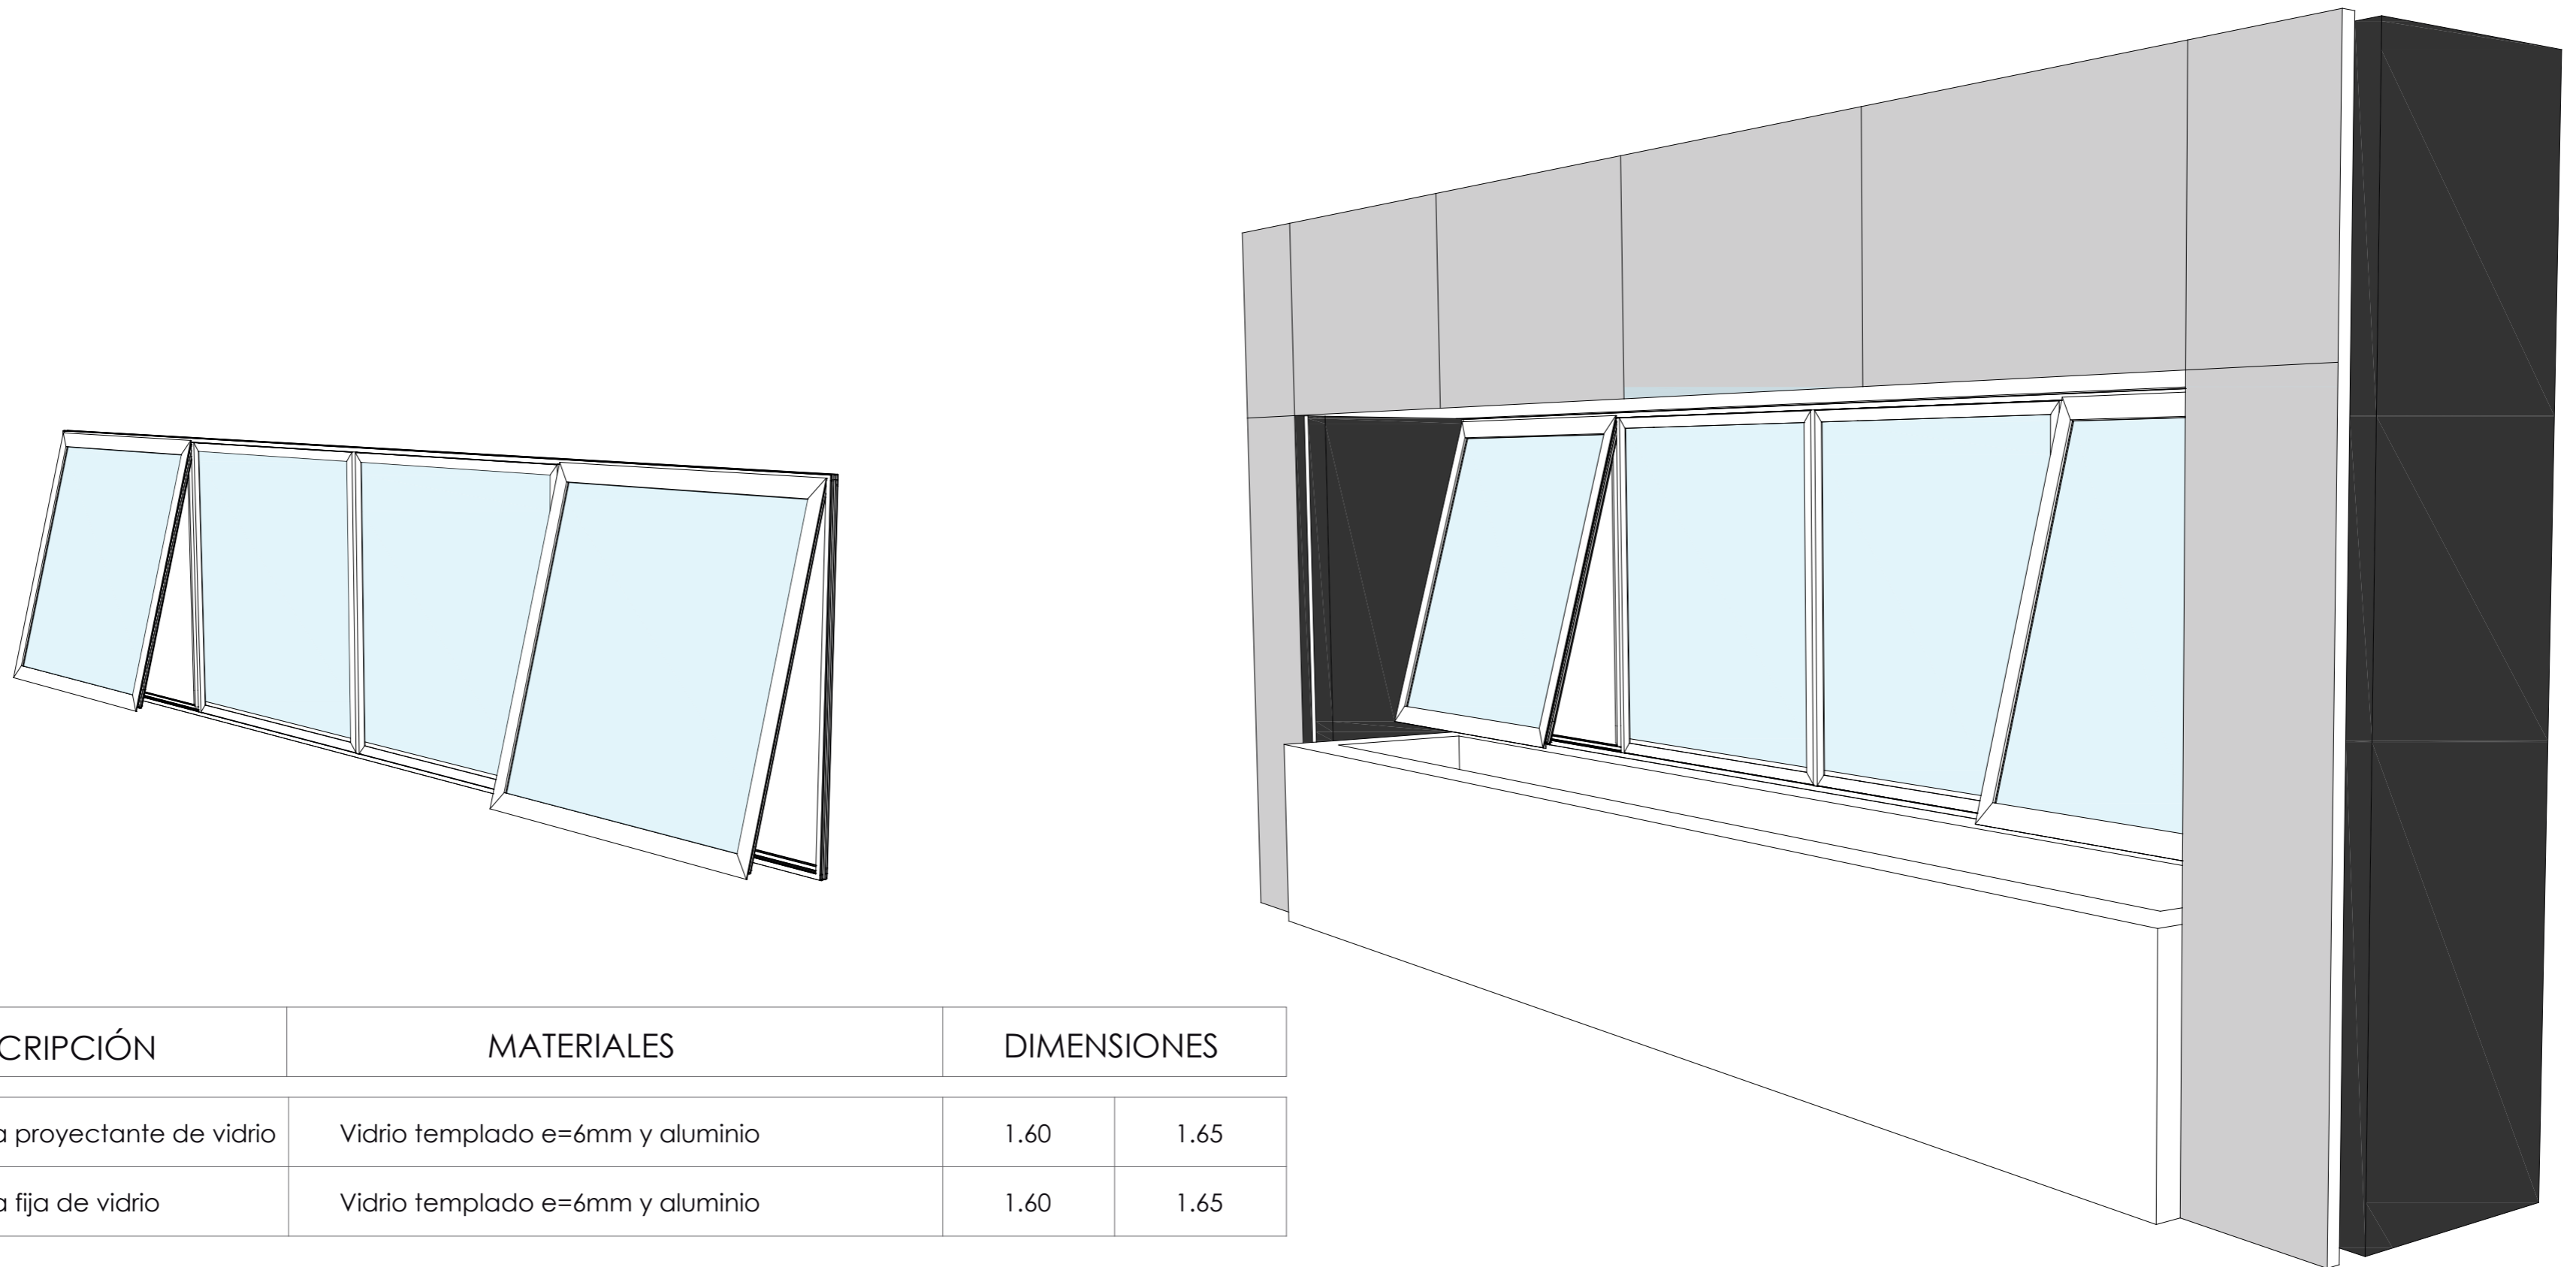 CRIPCIÓN MATERIALES DIMENSIONES
a proyectante de vidrio Vidrio templado e=6mm y aluminio 1.60 1.65
a fija de vidrio Vidrio templado e=6mm y aluminio 1.60 1.65